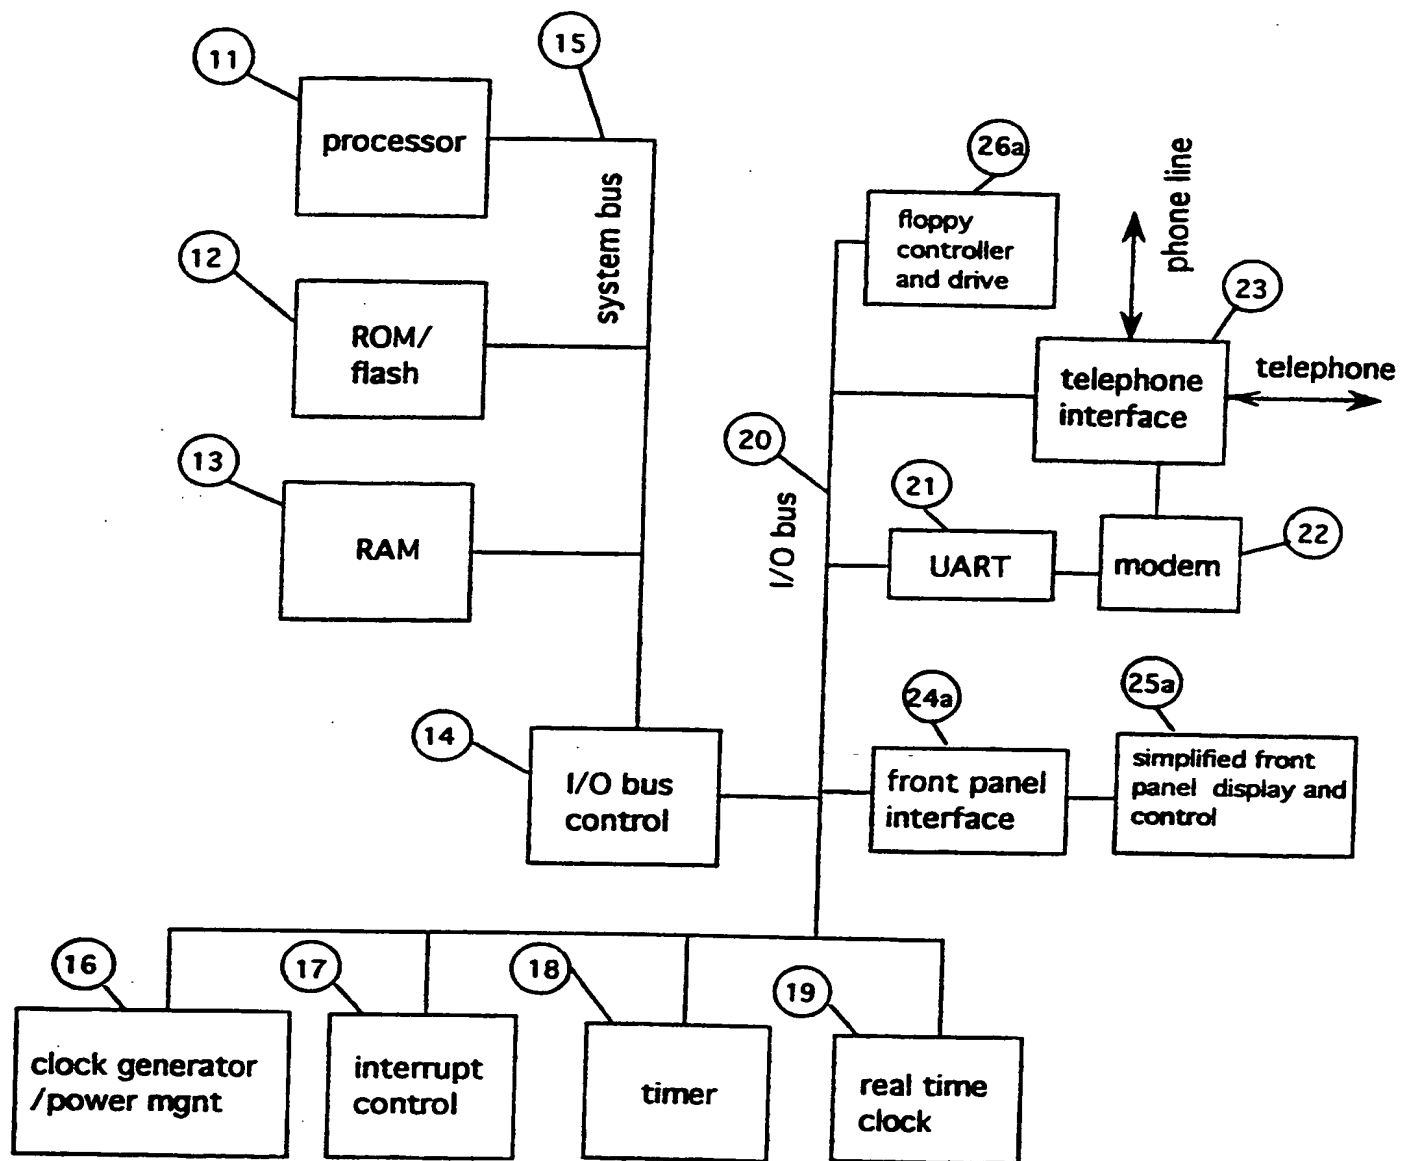 11
15
processor
system bus
12
ROM/
flash
13
RAM
14
I/O bus
control
26a
floppy
controller
and drive
phone line
23
telephone
interface
telephone
20
I/O bus
21
UART
22
modem
24a
front panel
interface
25a
simplified front
panel display and
control
16
clock generator
/power mgnt
17
interrupt
control
18
timer
19
real time
clock